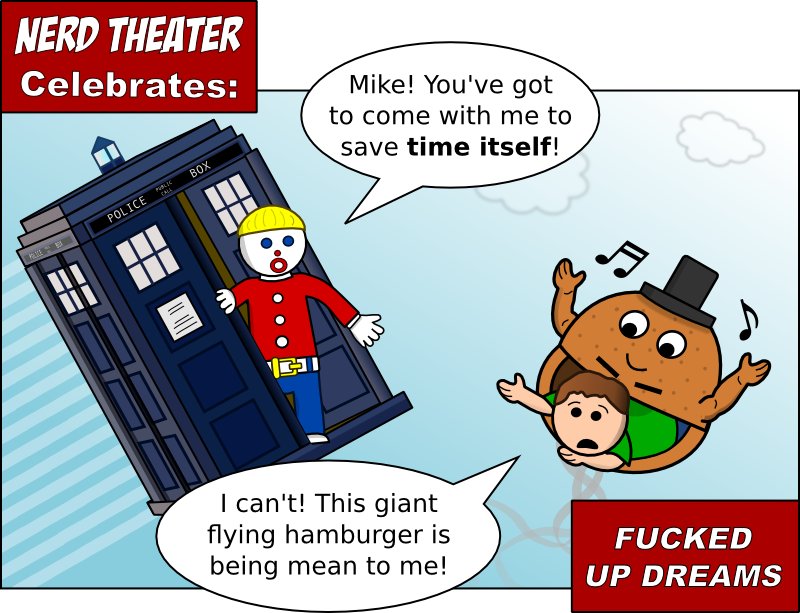 NERD THEATER
Celebrates:
Mike! You've got
to come with me to
save time itself!
POLICE PUBLIC CALL BOX
I can't! This giant
flying hamburger is
being mean to me!
FUCKED
UP DREAMS